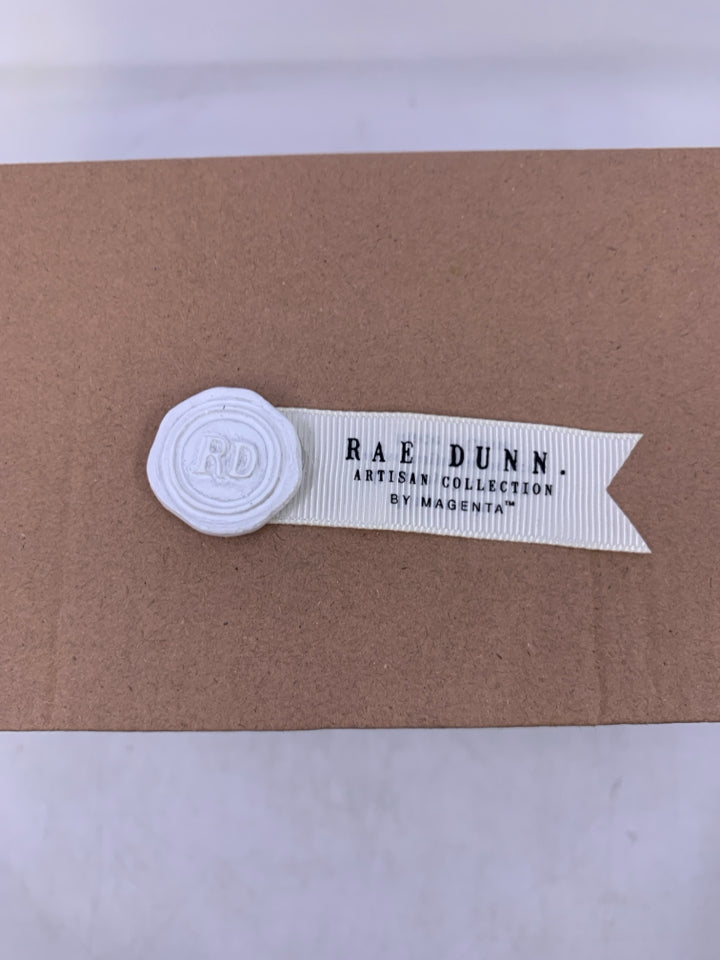 RD
RAE DUNN.
ARTISAN COLLECTION
BY MAGENTA™